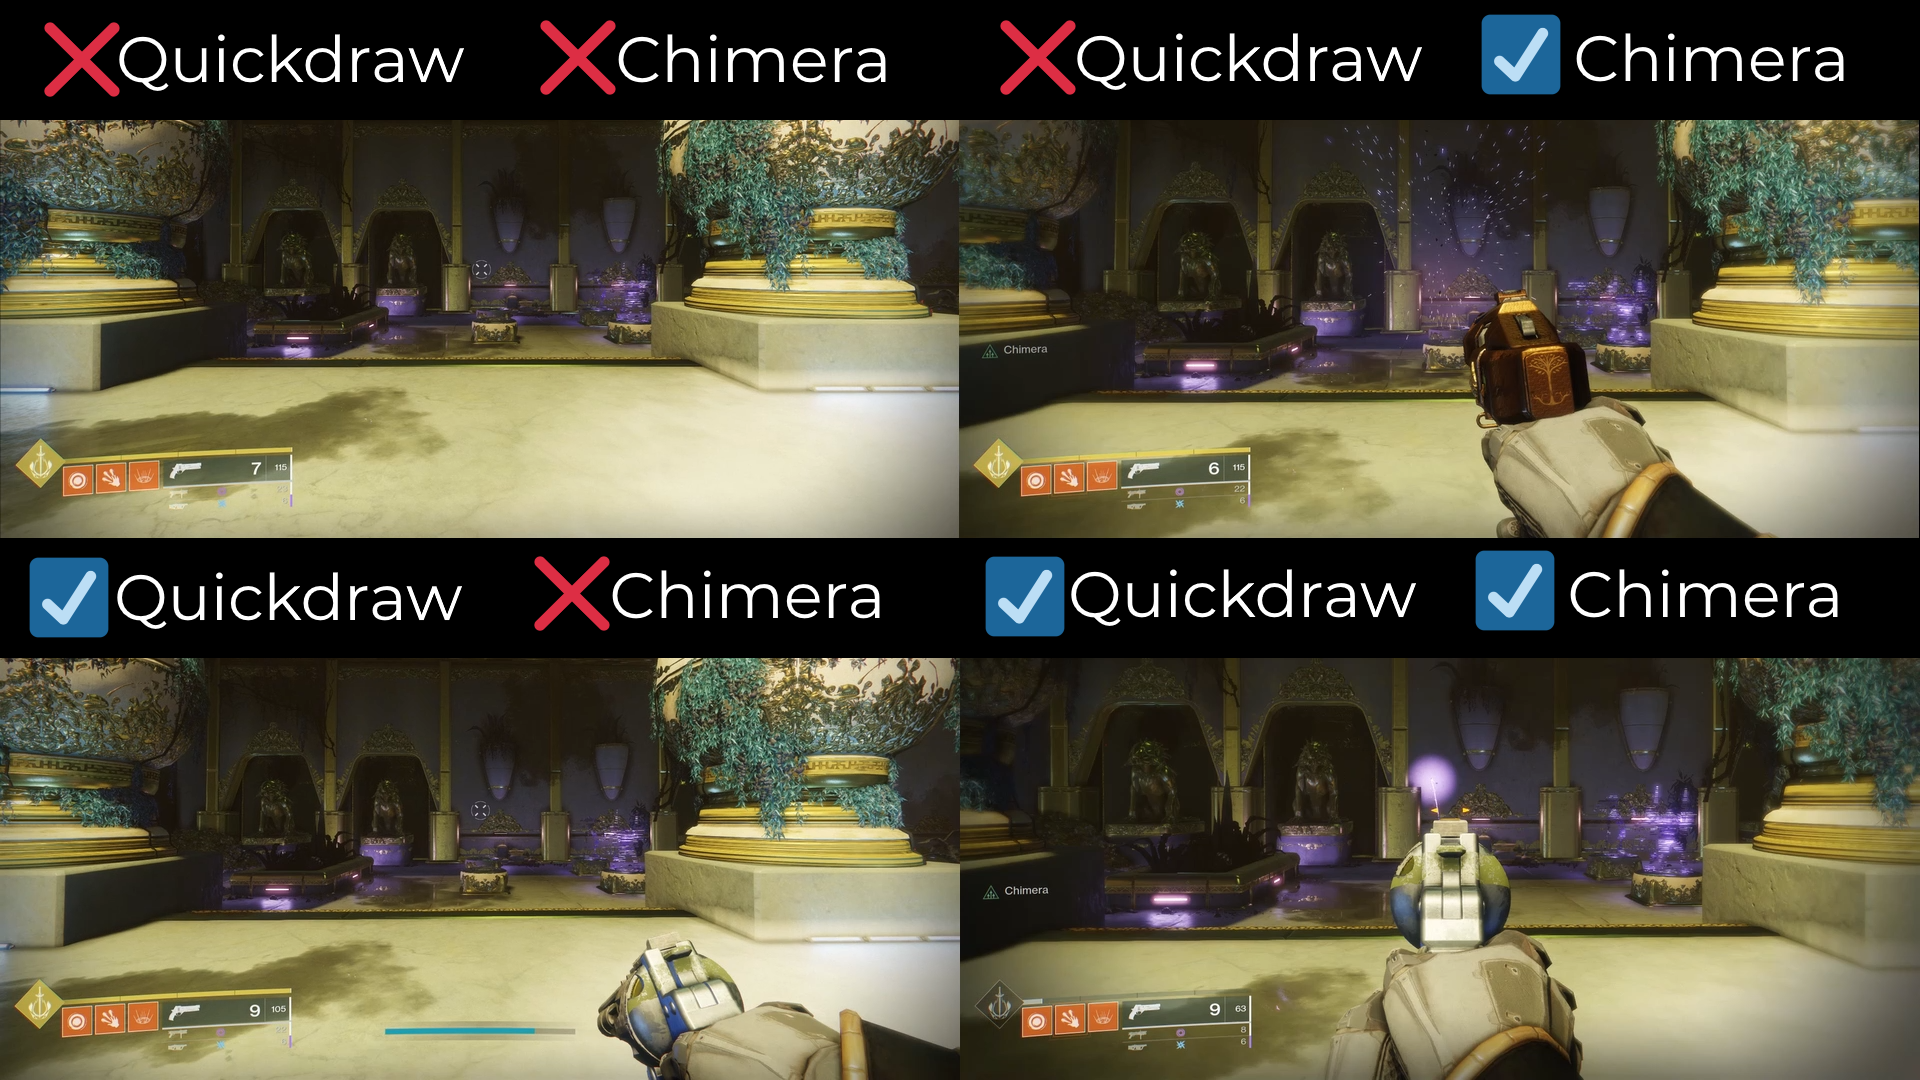 ❌Quickdraw ❌Chimera
❌Quickdraw ☑ Chimera
Chimera
7 115
6 115
22
6
☑Quickdraw ❌Chimera
☑Quickdraw ☑ Chimera
Chimera
9 105
9 63
8
6